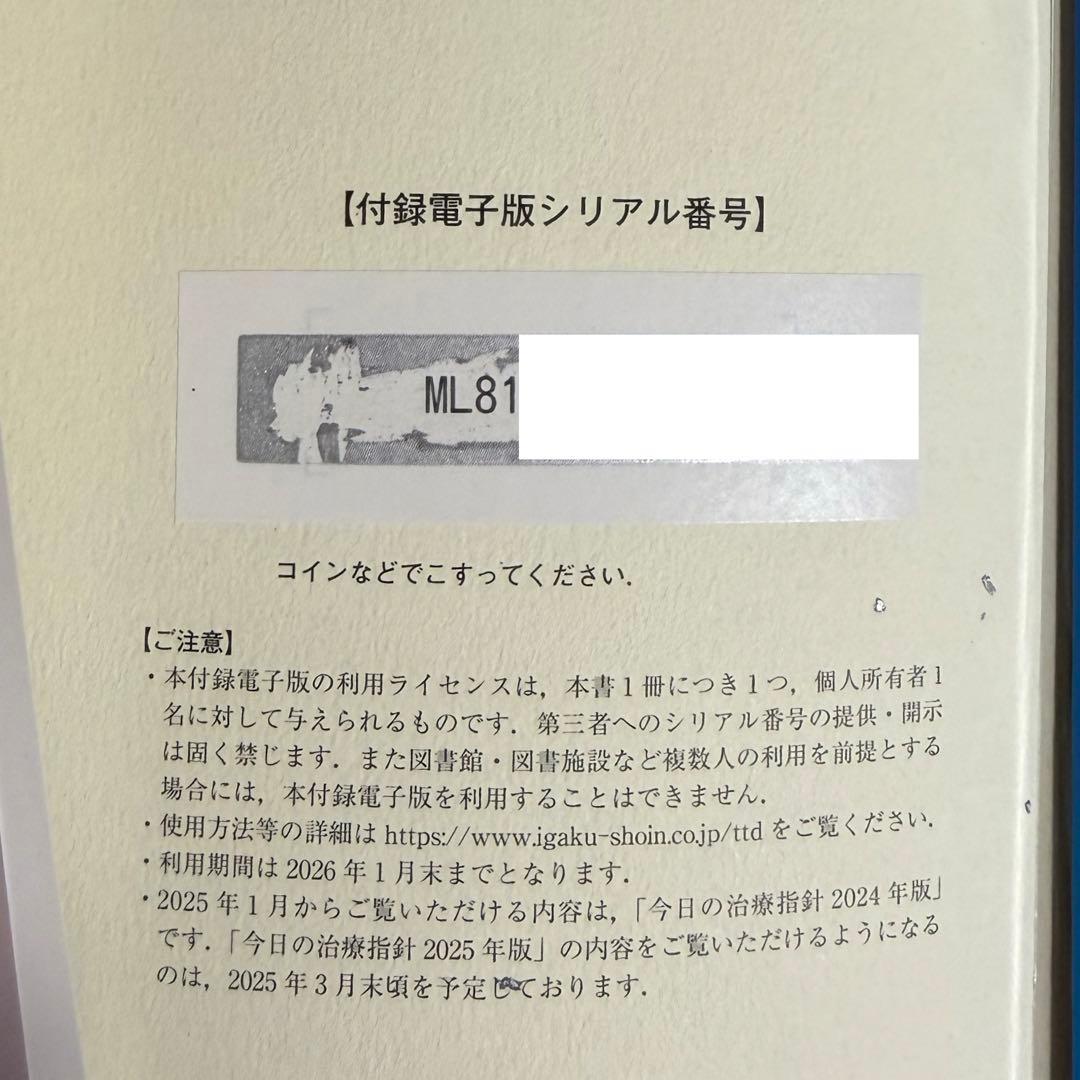 【付録電子版シリアル番号】
ML81
コインなどでこすってください.
【ご注意】
・本付録電子版の利用ライセンスは，本書1冊につき1つ，個人所有者1
名に対して与えられるものです．第三者へのシリアル番号の提供・開示
は固く禁じます．また図書館・図書施設など複数人の利用を前提とする
場合には，本付録電子版を利用することはできません．
・使用方法等の詳細は https://www.igaku-shoin.co.jp/ttd をご覧ください．
・利用期間は 2026 年 1 月末までとなります．
・2025 年 1 月からご覧いただける内容は，「今日の治療指針 2024 年版」
です．「今日の治療指針 2025 年版」の内容をご覧いただけるようになる
のは，2025 年 3 月末頃を予定しております．